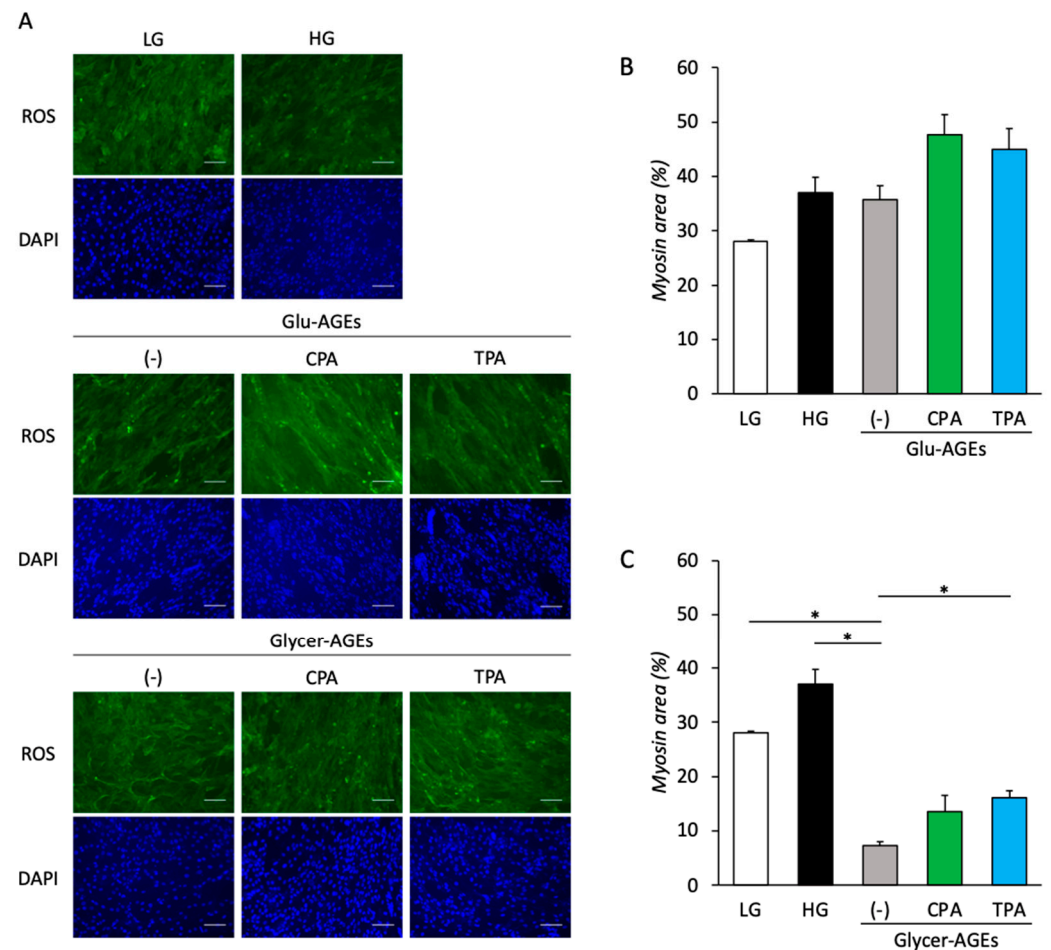 A
LG HG
ROS
DAPI
Glu-AGEs
(-) CPA TPA
ROS
DAPI
Glycer-AGEs
(-) CPA TPA
ROS
DAPI
B
Myosin area (%)
60
50
40
30
20
10
0
LG HG (-) CPA TPA
Glu-AGEs
C
Myosin area (%)
60
50
40
30
20
10
0
* * *
LG HG (-) CPA TPA
Glycer-AGEs